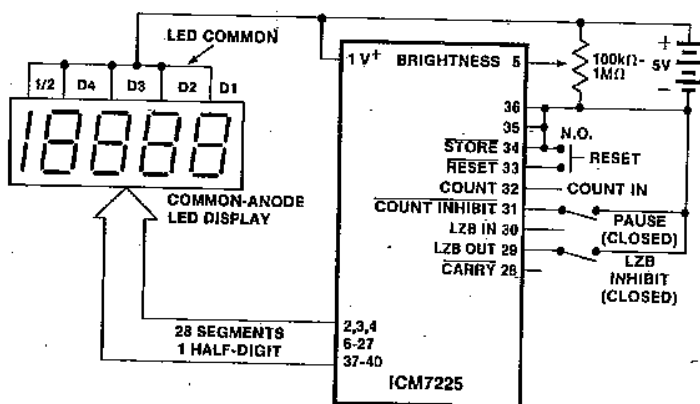 LED COMMON
1/2 D4 D3 D2 D1
COMMON-ANODE
LED DISPLAY
28 SEGMENTS
1 HALF-DIGIT
1 V+
BRIGHTNESS 5
36
35
STORE 34
RESET 33
COUNT 32
COUNT INHIBIT 31
LZB IN 30
LZB OUT 29
CARRY 28
2,3,4
6-27
37-40
ICM7225
100kΩ-
1MΩ
+
5V
−
N.O.
RESET
COUNT IN
PAUSE
(CLOSED)
LZB
INHIBIT
(CLOSED)